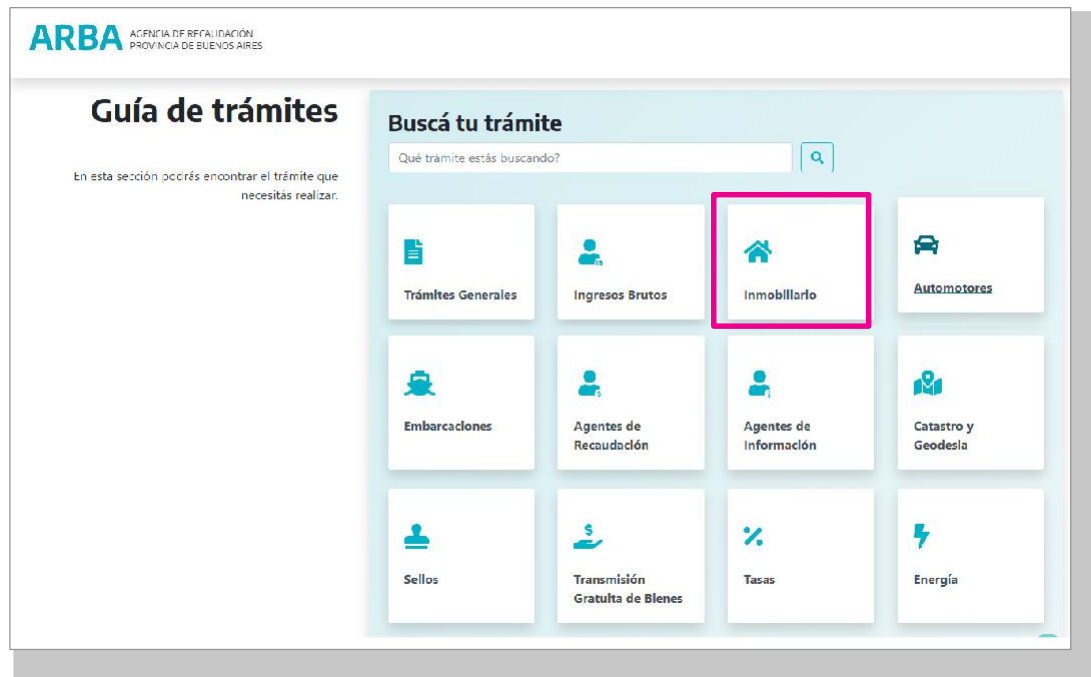 ARBA
AGENCIA DE RECAUDACIÓN
PROVINCIA DE BUENOS AIRES
Guía de trámites
En esta sección podrás encontrar el trámite que
necesitás realizar.
Buscá tu trámite
Qué trámite estás buscando?
Trámites Generales
Ingresos Brutos
Inmobiliario
Automotores
Embarcaciones
Agentes de
Recaudación
Agentes de
Información
Catastro y
Geodesia
Sellos
Transmisión
Gratuita de Bienes
Tasas
Energía